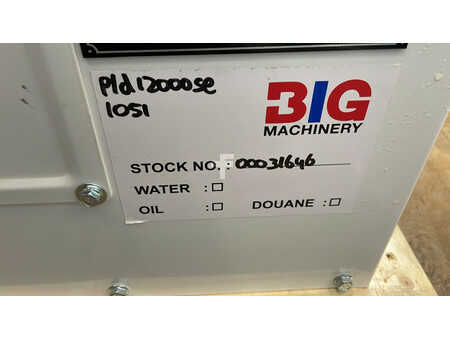 Pld12000se
1051
BIG
MACHINERY
STOCK NO.: 00031646
WATER :
OIL :
DOUANE :